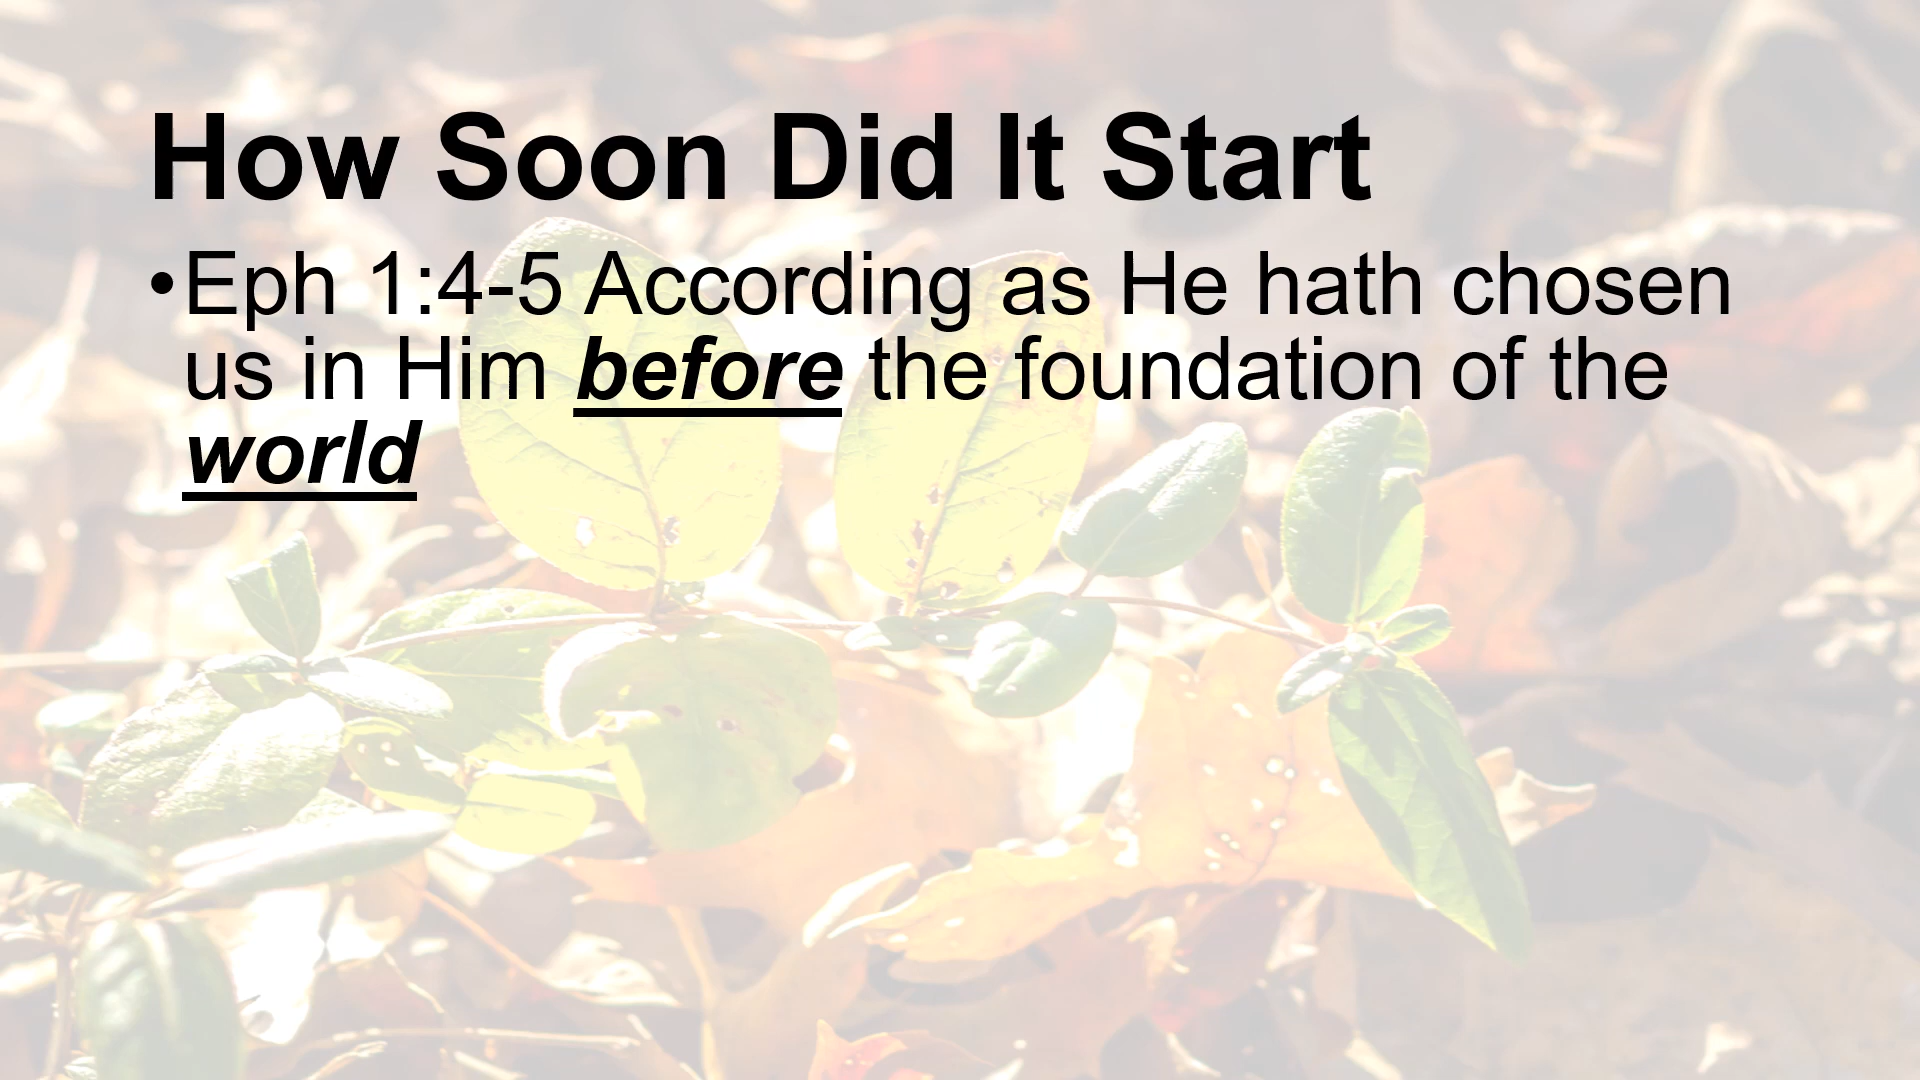 How Soon Did It Start
•Eph 1:4-5 According as He hath chosen
us in Him before the foundation of the
world